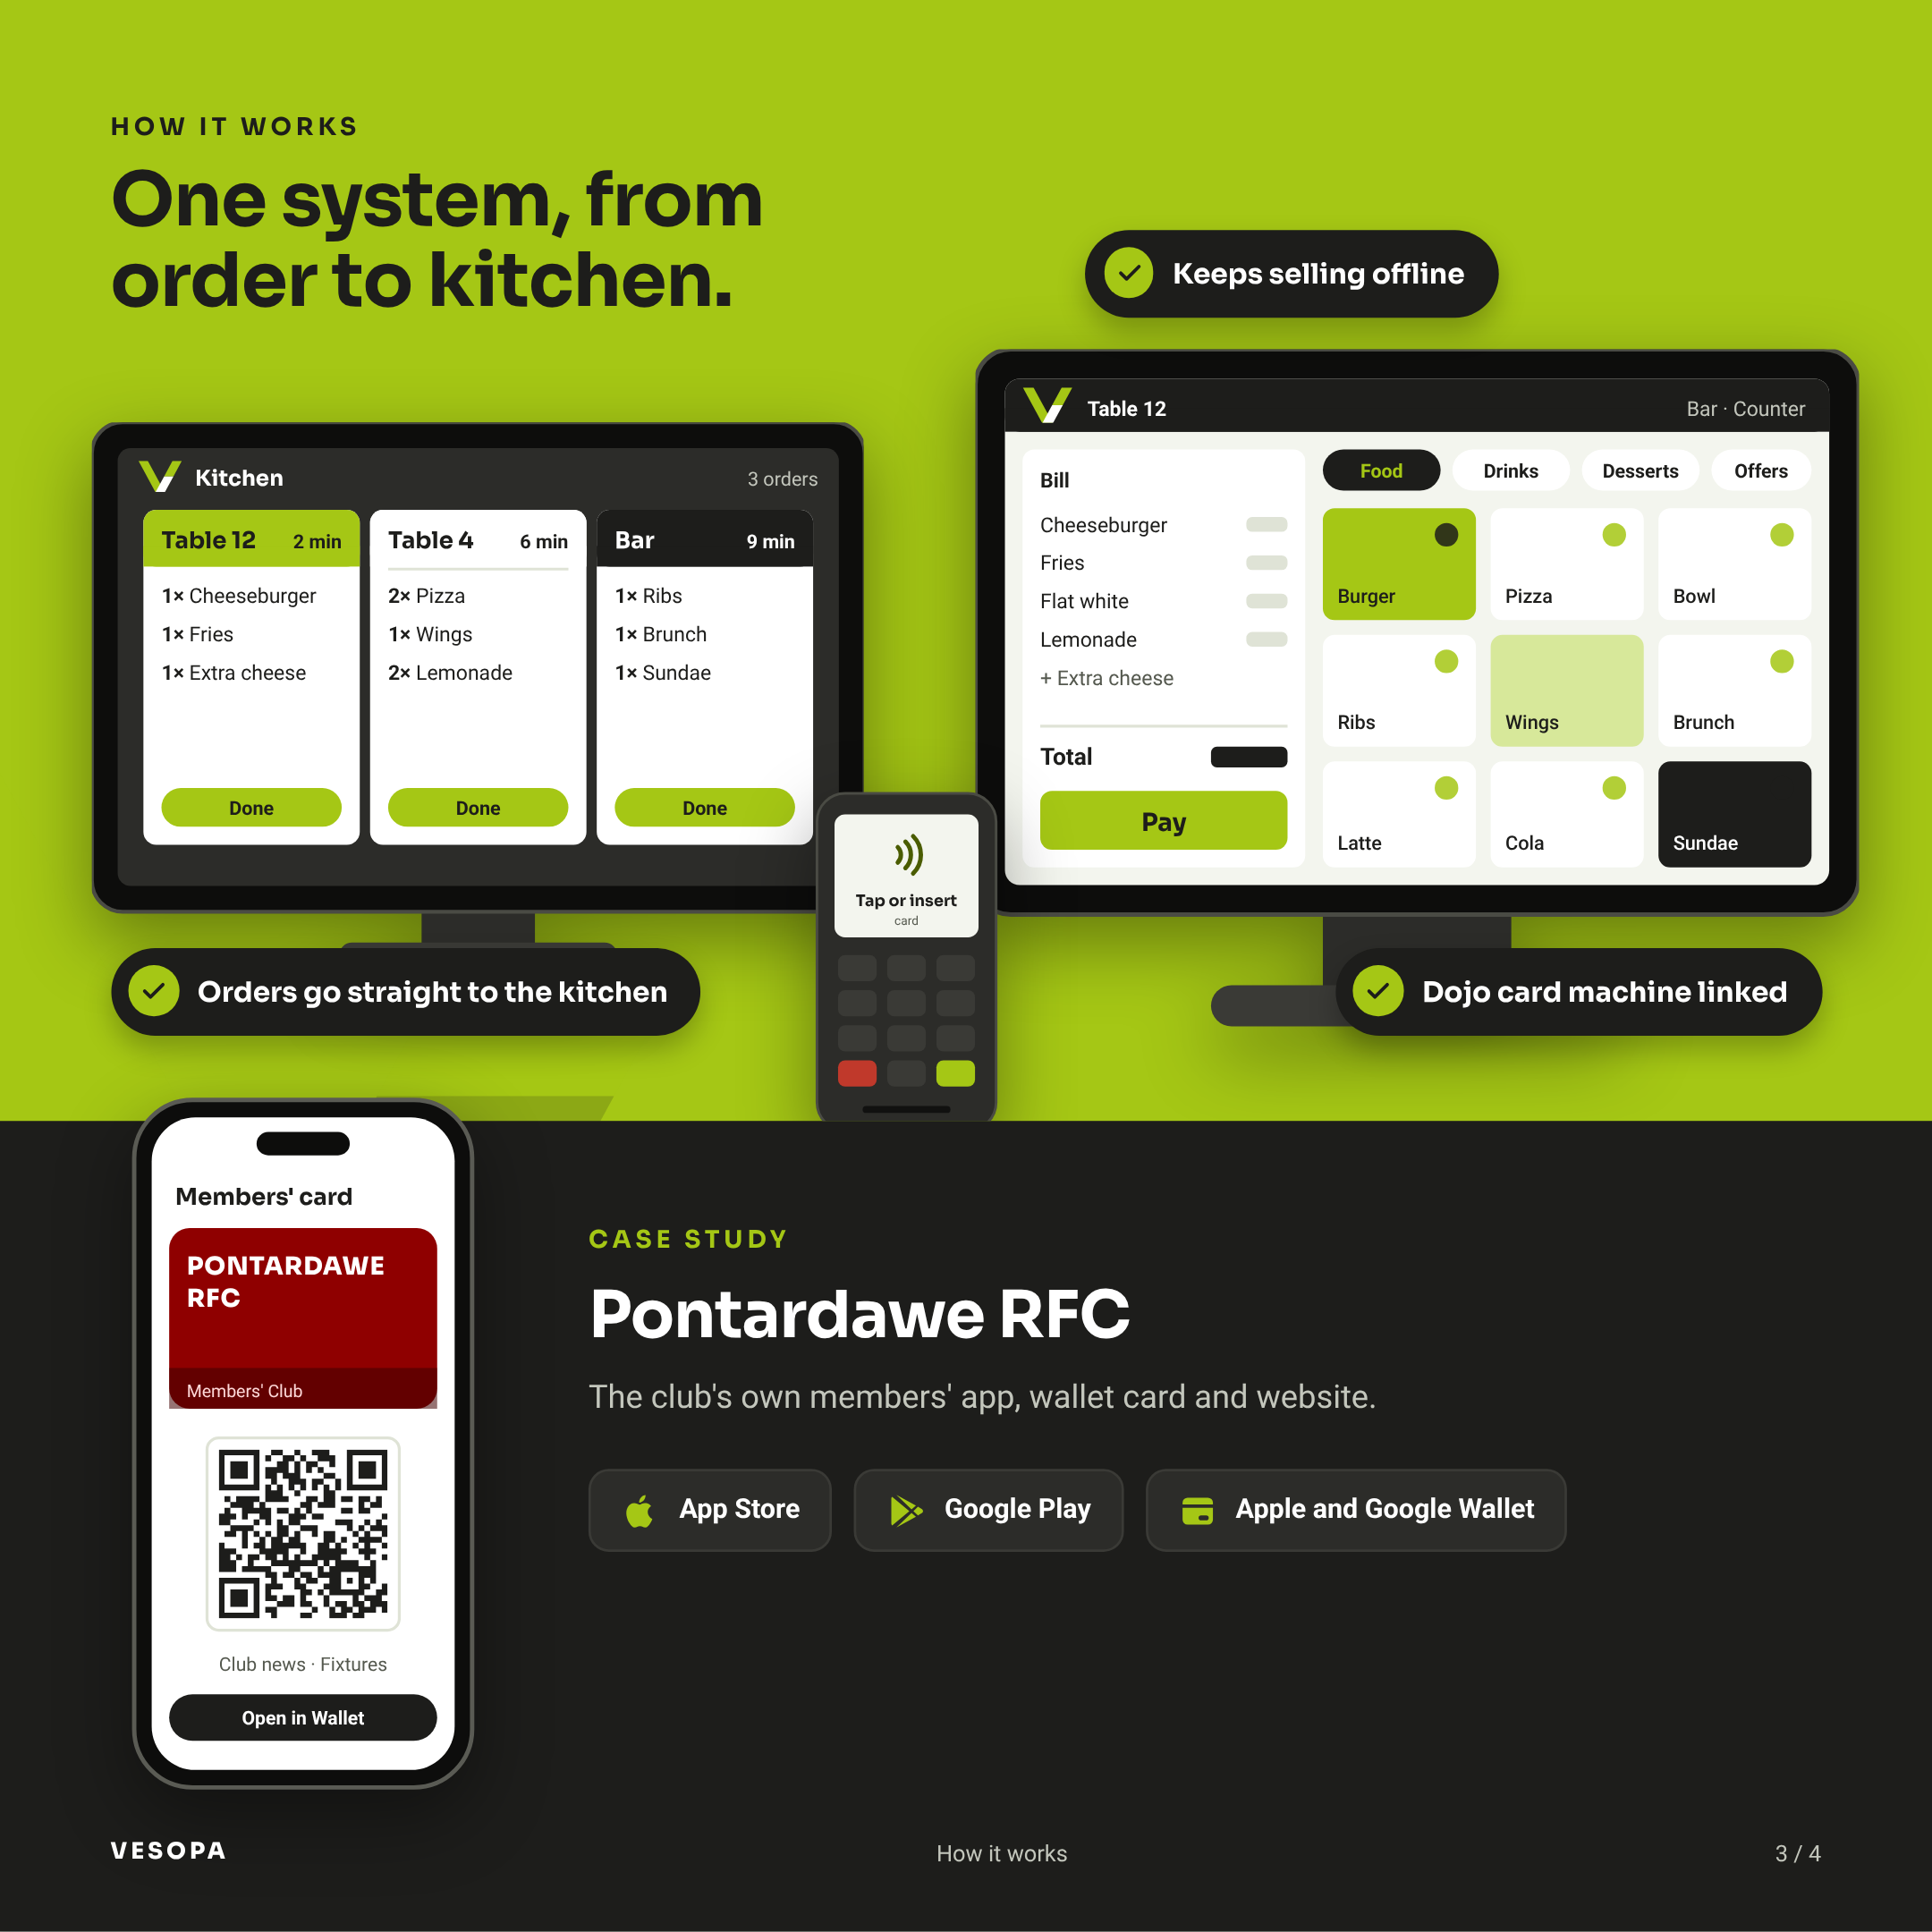 HOW IT WORKS
One system, from
order to kitchen.
Keeps selling offline
Kitchen
3 orders
Table 12 2 min
1× Cheeseburger
1× Fries
1× Extra cheese
Done
Table 4 6 min
2× Pizza
1× Wings
2× Lemonade
Done
Bar 9 min
1× Ribs
1× Brunch
1× Sundae
Done
Table 12
Bar · Counter
Bill
Cheeseburger
Fries
Flat white
Lemonade
+ Extra cheese
Total
Pay
Food Drinks Desserts Offers
Burger Pizza Bowl
Ribs Wings Brunch
Latte Cola Sundae
Tap or insert
card
Orders go straight to the kitchen
Dojo card machine linked
Members' card
PONTARDAWE
RFC
Members' Club
Club news · Fixtures
Open in Wallet
CASE STUDY
Pontardawe RFC
The club's own members' app, wallet card and website.
App Store
Google Play
Apple and Google Wallet
VESOPA
How it works
3 / 4